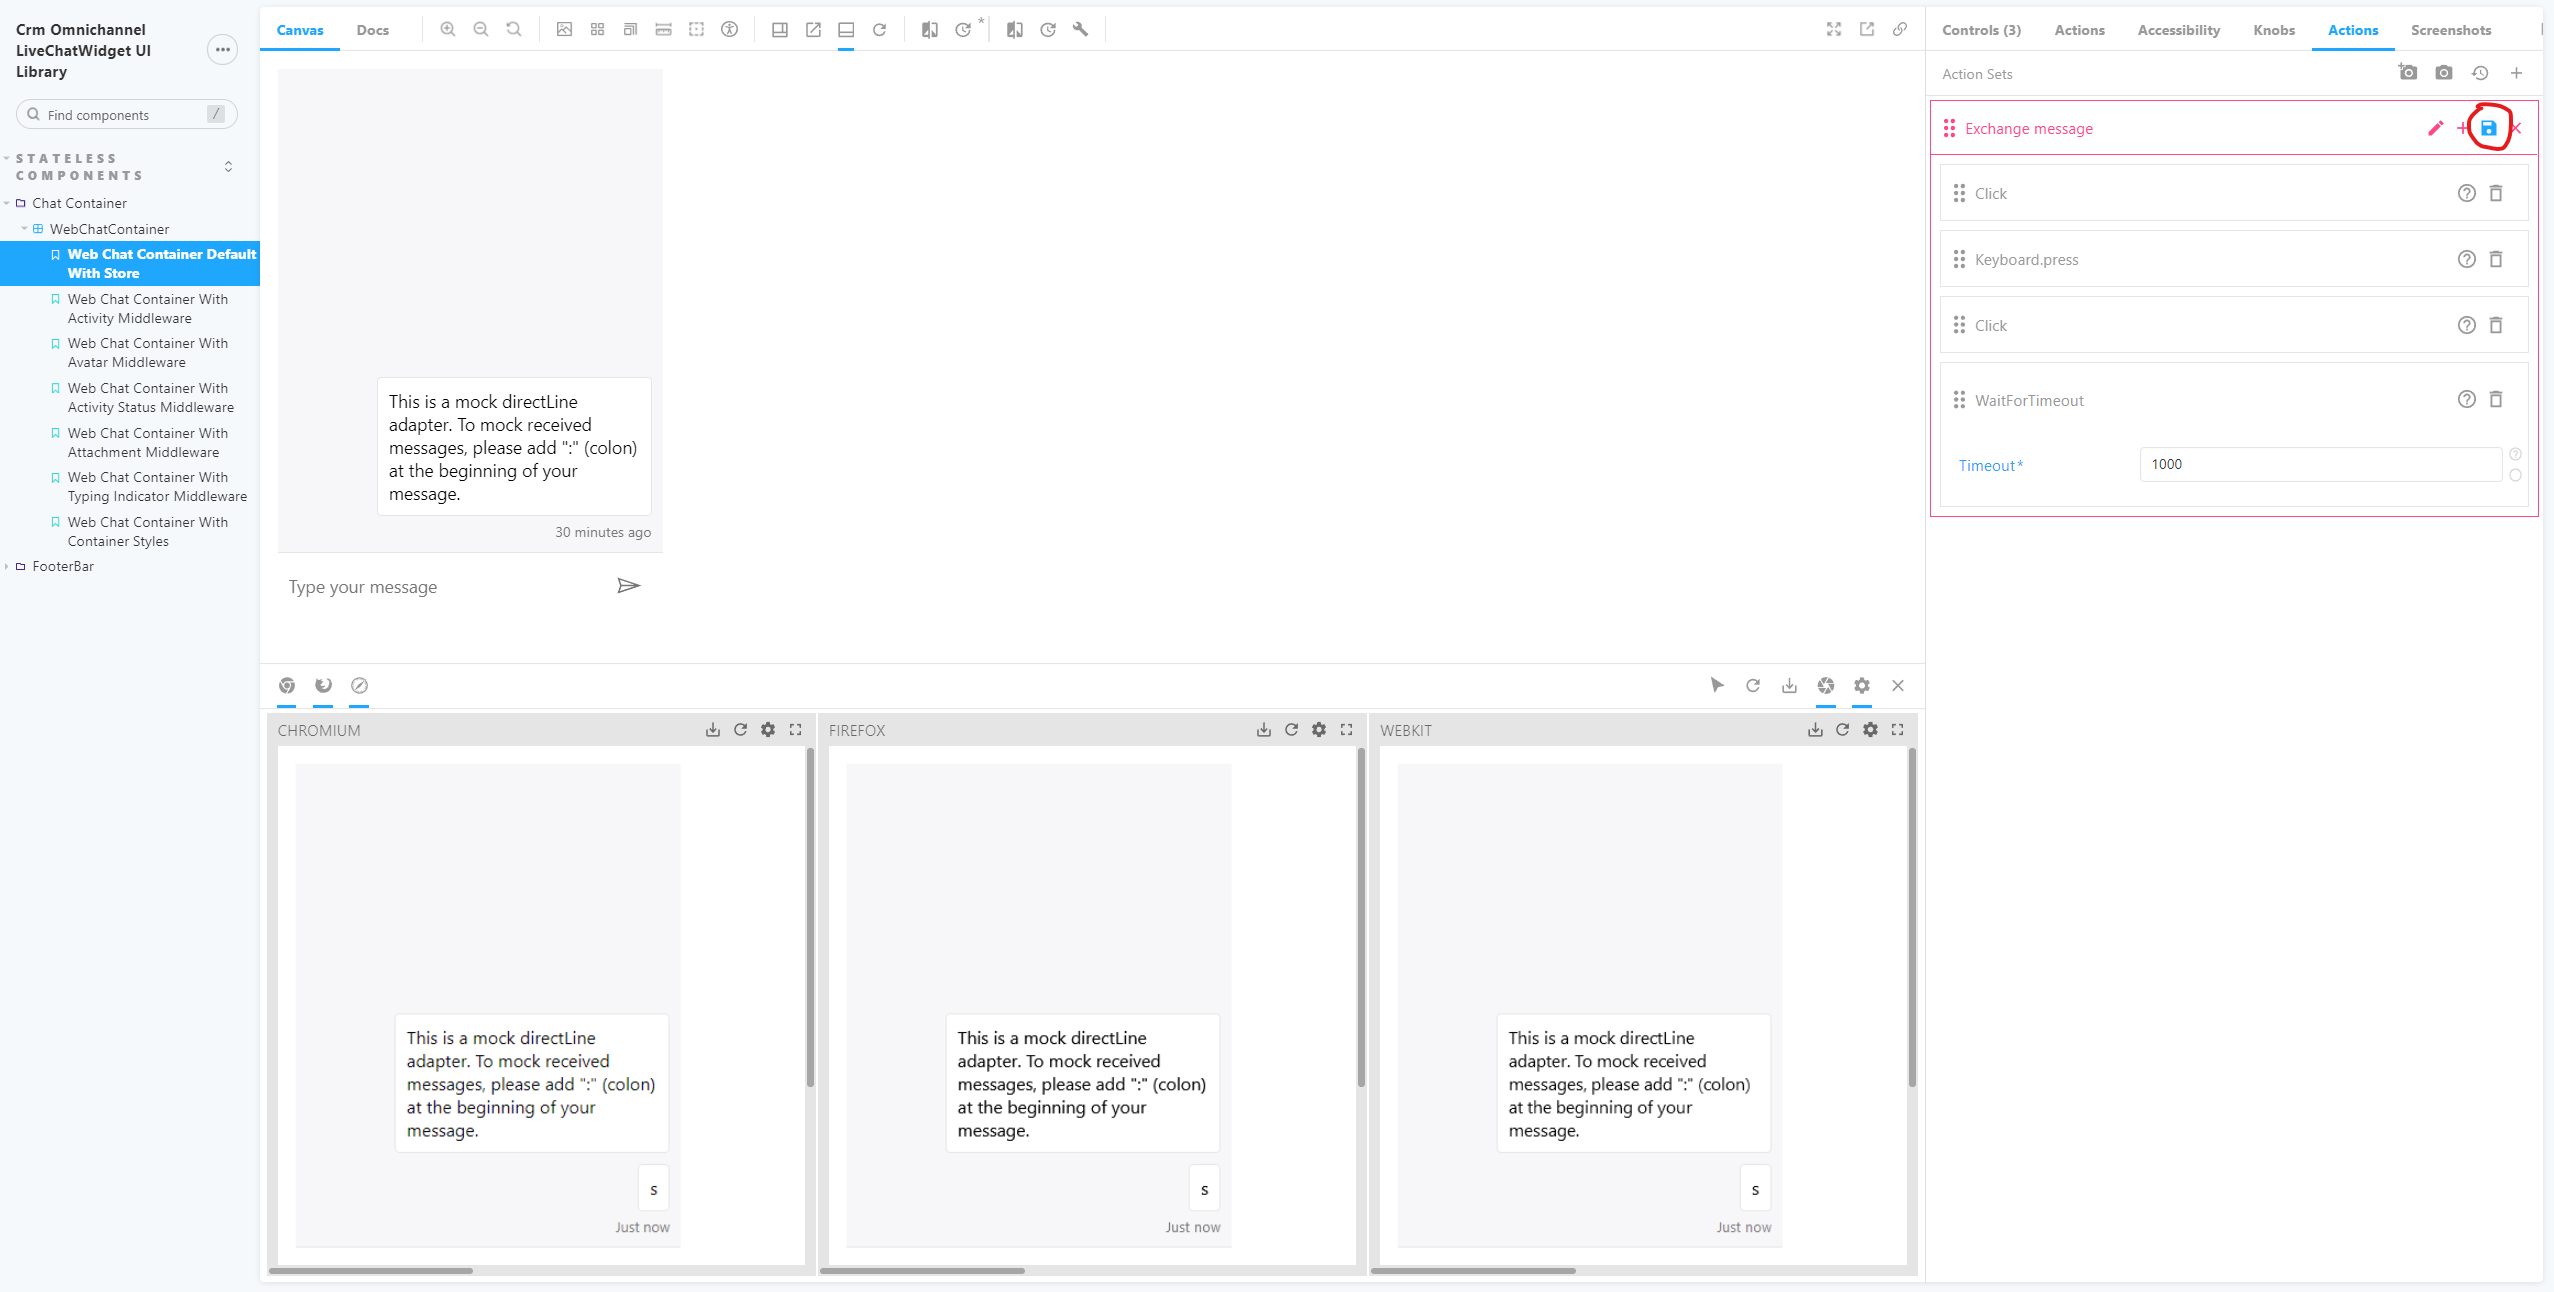 Crm Omnichannel
LiveChatWidget UI
Library
Find components
/
STATELESS
COMPONENTS
Chat Container
WebChatContainer
Web Chat Container Default
With Store
Web Chat Container With
Activity Middleware
Web Chat Container With
Avatar Middleware
Web Chat Container With
Activity Status Middleware
Web Chat Container With
Attachment Middleware
Web Chat Container With
Typing Indicator Middleware
Web Chat Container With
Container Styles
FooterBar
Canvas Docs
*
This is a mock directLine
adapter. To mock received
messages, please add ":" (colon)
at the beginning of your
message.
30 minutes ago
Type your message
CHROMIUM
This is a mock directLine
adapter. To mock received
messages, please add ":" (colon)
at the beginning of your
message.
s
Just now
FIREFOX
This is a mock directLine
adapter. To mock received
messages, please add ":" (colon)
at the beginning of your
message.
s
Just now
WEBKIT
This is a mock directLine
adapter. To mock received
messages, please add ":" (colon)
at the beginning of your
message.
s
Just now
Controls (3) Actions Accessibility Knobs Actions Screenshots
Action Sets
Exchange message
Click
Keyboard.press
Click
WaitForTimeout
Timeout* 1000